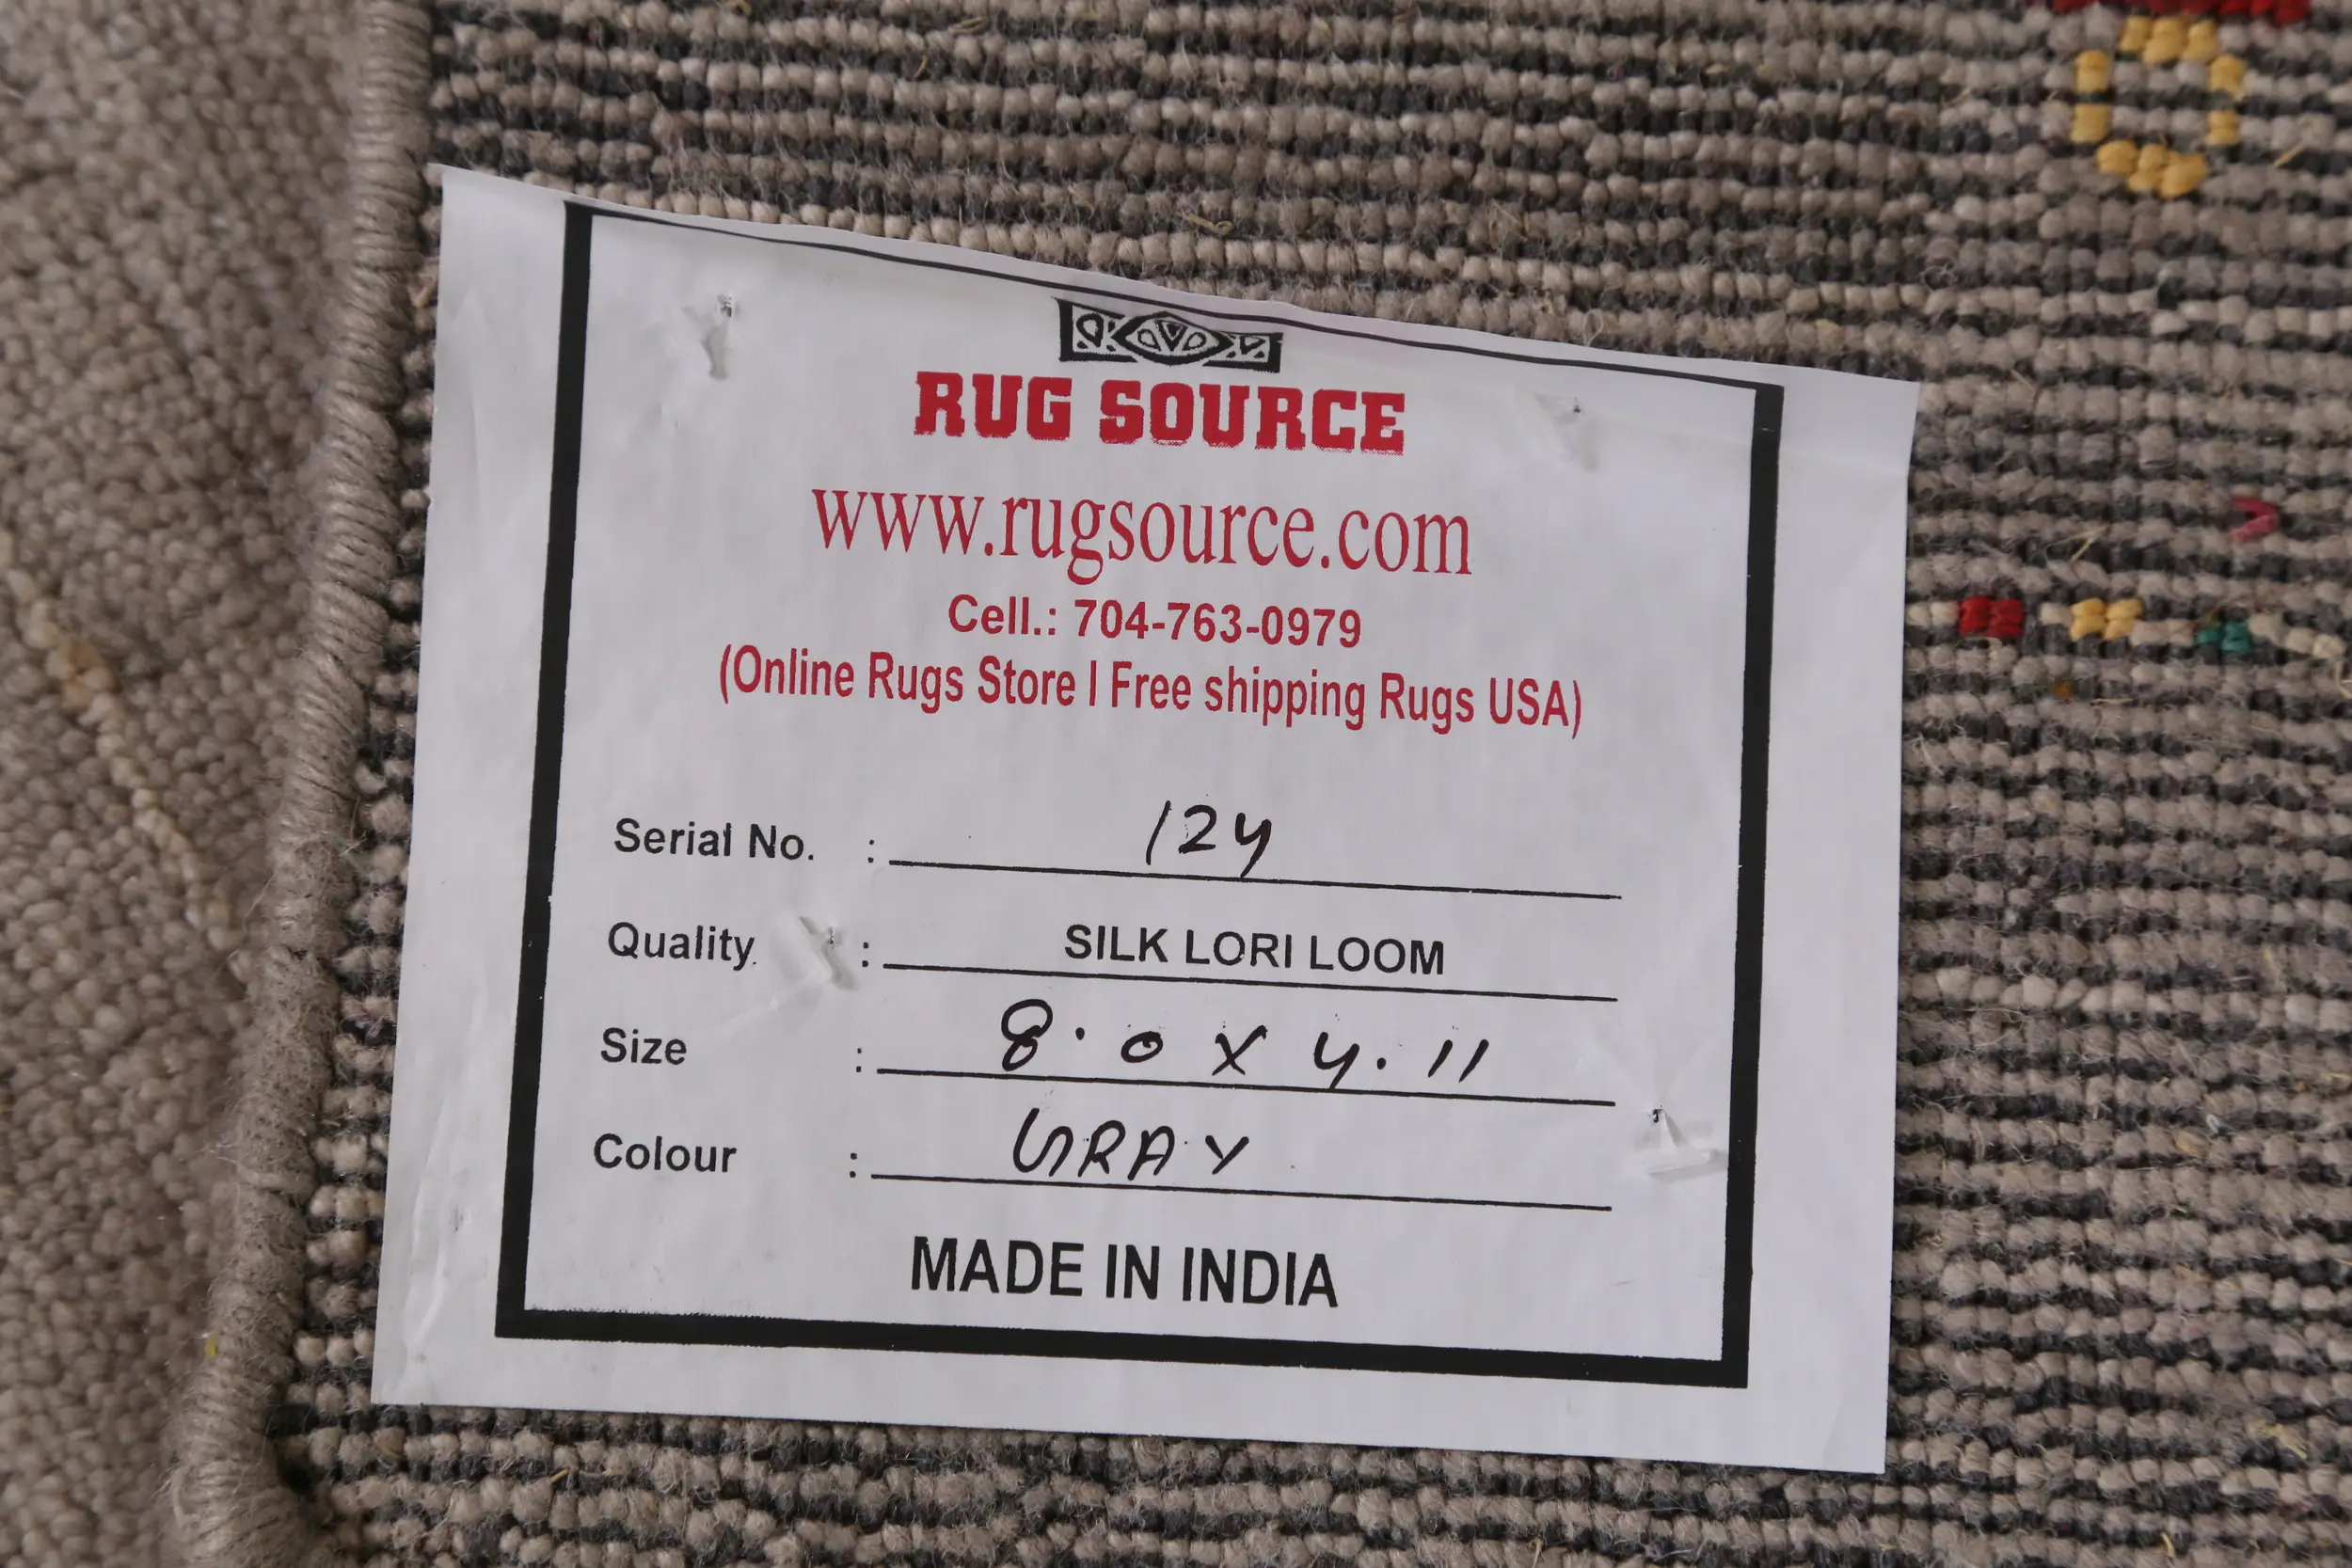 RUG SOURCE
www.rugsource.com
Cell.: 704-763-0979
(Online Rugs Store I Free shipping Rugs USA)
Serial No. : 124
Quality : SILK LORI LOOM
Size : 8.0 X 4.11
Colour : GRAY
MADE IN INDIA